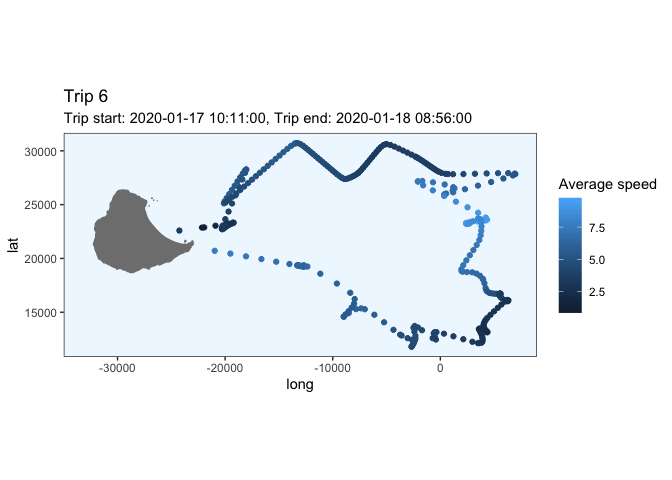 Trip 6
Trip start: 2020-01-17 10:11:00, Trip end: 2020-01-18 08:56:00
30000
25000
20000
15000
lat
-30000 -20000 -10000 0
long
Average speed
7.5
5.0
2.5